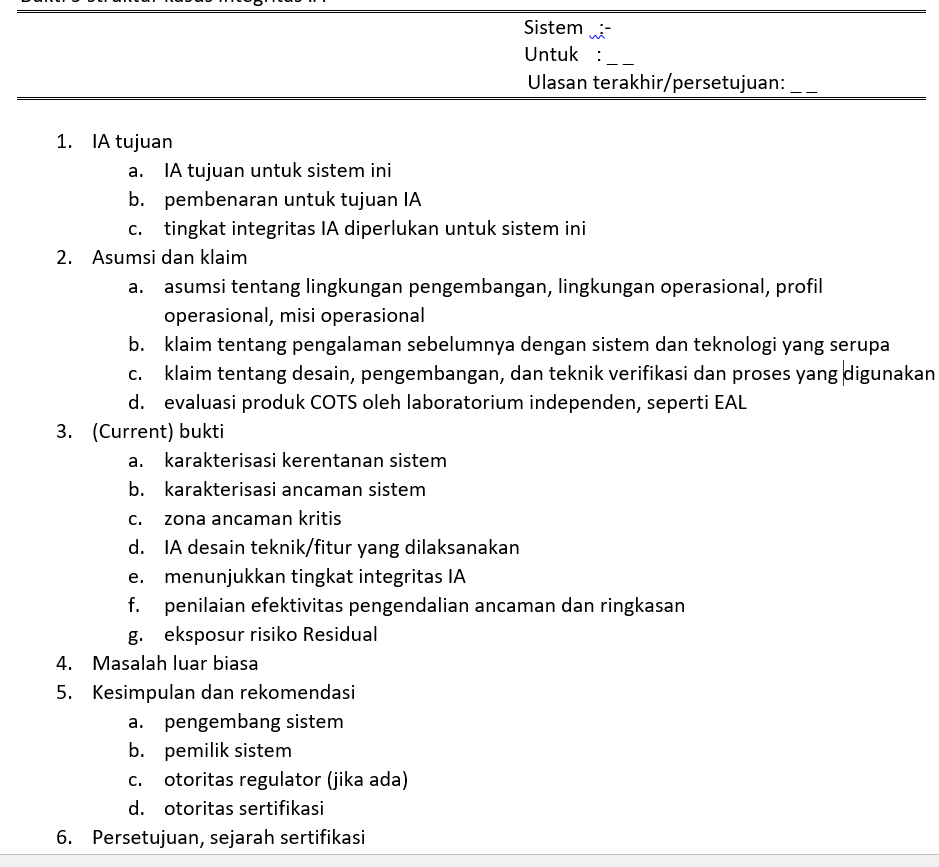 Sistem :-
Untuk : _ _
Ulasan terakhir/persetujuan: _ _
1. IA tujuan
a. IA tujuan untuk sistem ini
b. pembenaran untuk tujuan IA
c. tingkat integritas IA diperlukan untuk sistem ini
2. Asumsi dan klaim
a. asumsi tentang lingkungan pengembangan, lingkungan operasional, profil
operasional, misi operasional
b. klaim tentang pengalaman sebelumnya dengan sistem dan teknologi yang serupa
c. klaim tentang desain, pengembangan, dan teknik verifikasi dan proses yang digunakan
d. evaluasi produk COTS oleh laboratorium independen, seperti EAL
3. (Current) bukti
a. karakterisasi kerentanan sistem
b. karakterisasi ancaman sistem
c. zona ancaman kritis
d. IA desain teknik/fitur yang dilaksanakan
e. menunjukkan tingkat integritas IA
f. penilaian efektivitas pengendalian ancaman dan ringkasan
g. eksposur risiko Residual
4. Masalah luar biasa
5. Kesimpulan dan rekomendasi
a. pengembang sistem
b. pemilik sistem
c. otoritas regulator (jika ada)
d. otoritas sertifikasi
6. Persetujuan, sejarah sertifikasi